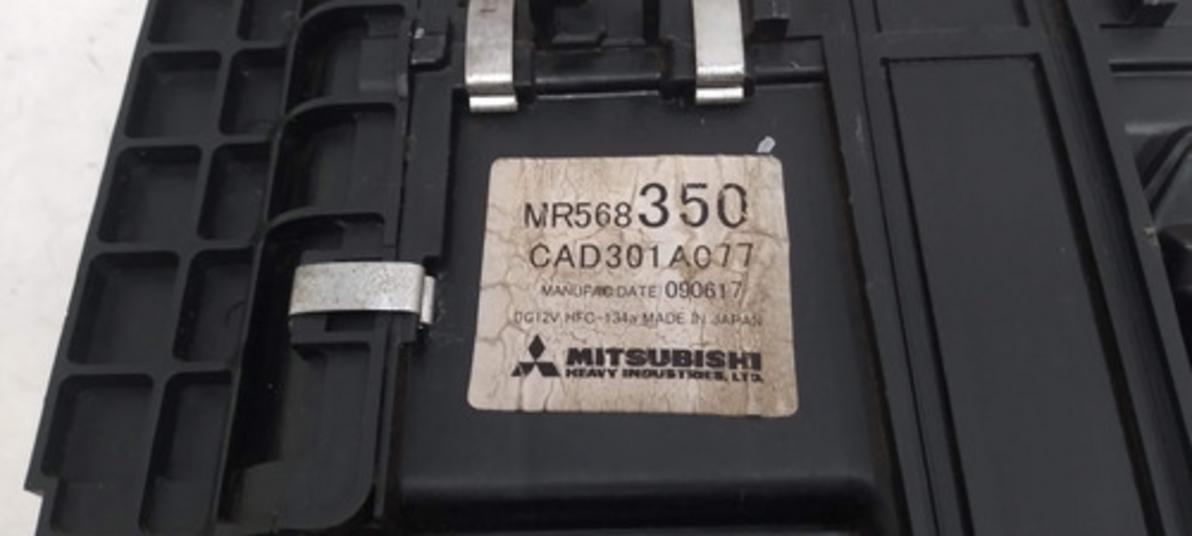 MR568350
CAD301A077
MANUFAC DATE 090617
DC12V HFC-134a MADE IN JAPAN
MITSUBISHI
HEAVY INDUSTRIES, LTD.